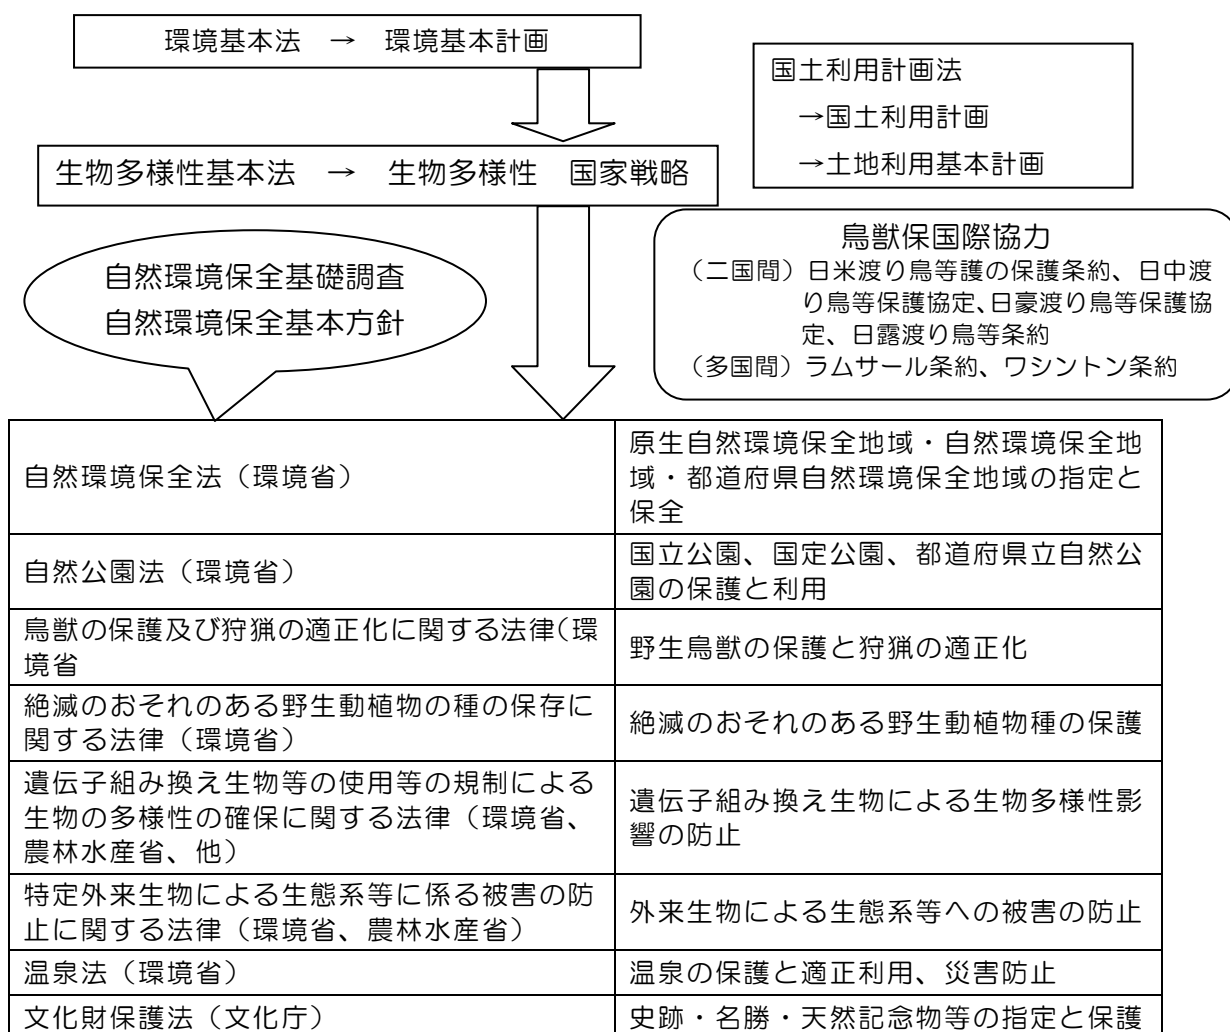 環境基本法 → 環境基本計画
国土利用計画法
→国土利用計画
→土地利用基本計画
生物多様性基本法 → 生物多様性 国家戦略
自然環境保全基礎調査
自然環境保全基本方針
鳥獣保国際協力
（二国間）日米渡り鳥等護の保護条約、日中渡
り鳥等保護協定、日豪渡り鳥等保護協
定、日露渡り鳥等条約
（多国間）ラムサール条約、ワシントン条約
自然環境保全法（環境省）
原生自然環境保全地域・自然環境保全地
域・都道府県自然環境保全地域の指定と
保全
自然公園法（環境省）
国立公園、国定公園、都道府県立自然公
園の保護と利用
鳥獣の保護及び狩猟の適正化に関する法律（環
境省
野生鳥獣の保護と狩猟の適正化
絶滅のおそれのある野生動植物の種の保存に
関する法律（環境省）
絶滅のおそれのある野生動植物種の保護
遺伝子組み換え生物等の使用等の規制による
生物の多様性の確保に関する法律（環境省、
農林水産省、他）
遺伝子組み換え生物による生物多様性影
響の防止
特定外来生物による生態系等に係る被害の防
止に関する法律（環境省、農林水産省）
外来生物による生態系等への被害の防止
温泉法（環境省）
温泉の保護と適正利用、災害防止
文化財保護法（文化庁）
史跡・名勝・天然記念物等の指定と保護